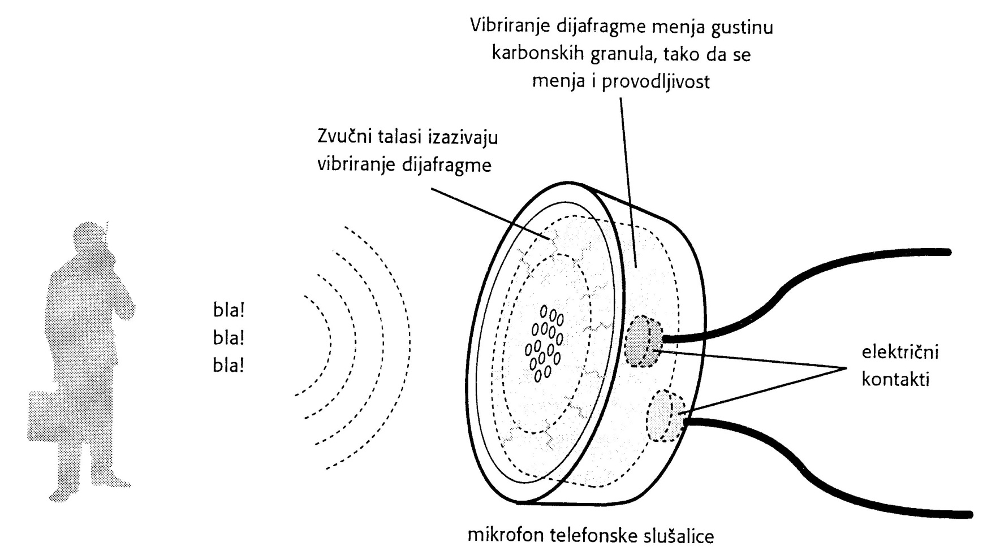 Vibriranje dijafragme menja gustinu
karbonskih granula, tako da se
menja i provodljivost
Zvučni talasi izazivaju
vibriranje dijafragme
bla!
bla!
bla!
električni
kontakti
mikrofon telefonske slušalice